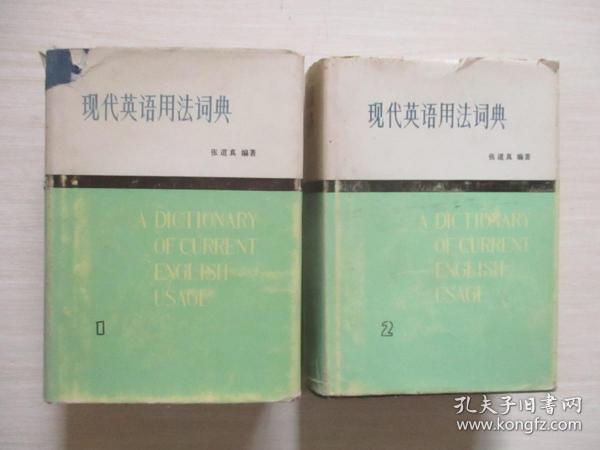 现代英语用法词典
张道真 编著
A DICTIONARY
OF CURRENT
ENGLISH
USAGE
1
现代英语用法词典
张道真 编著
A DICTIONARY
OF CURRENT
ENGLISH
USAGE
2
孔夫子旧书网
www.kongfz.com